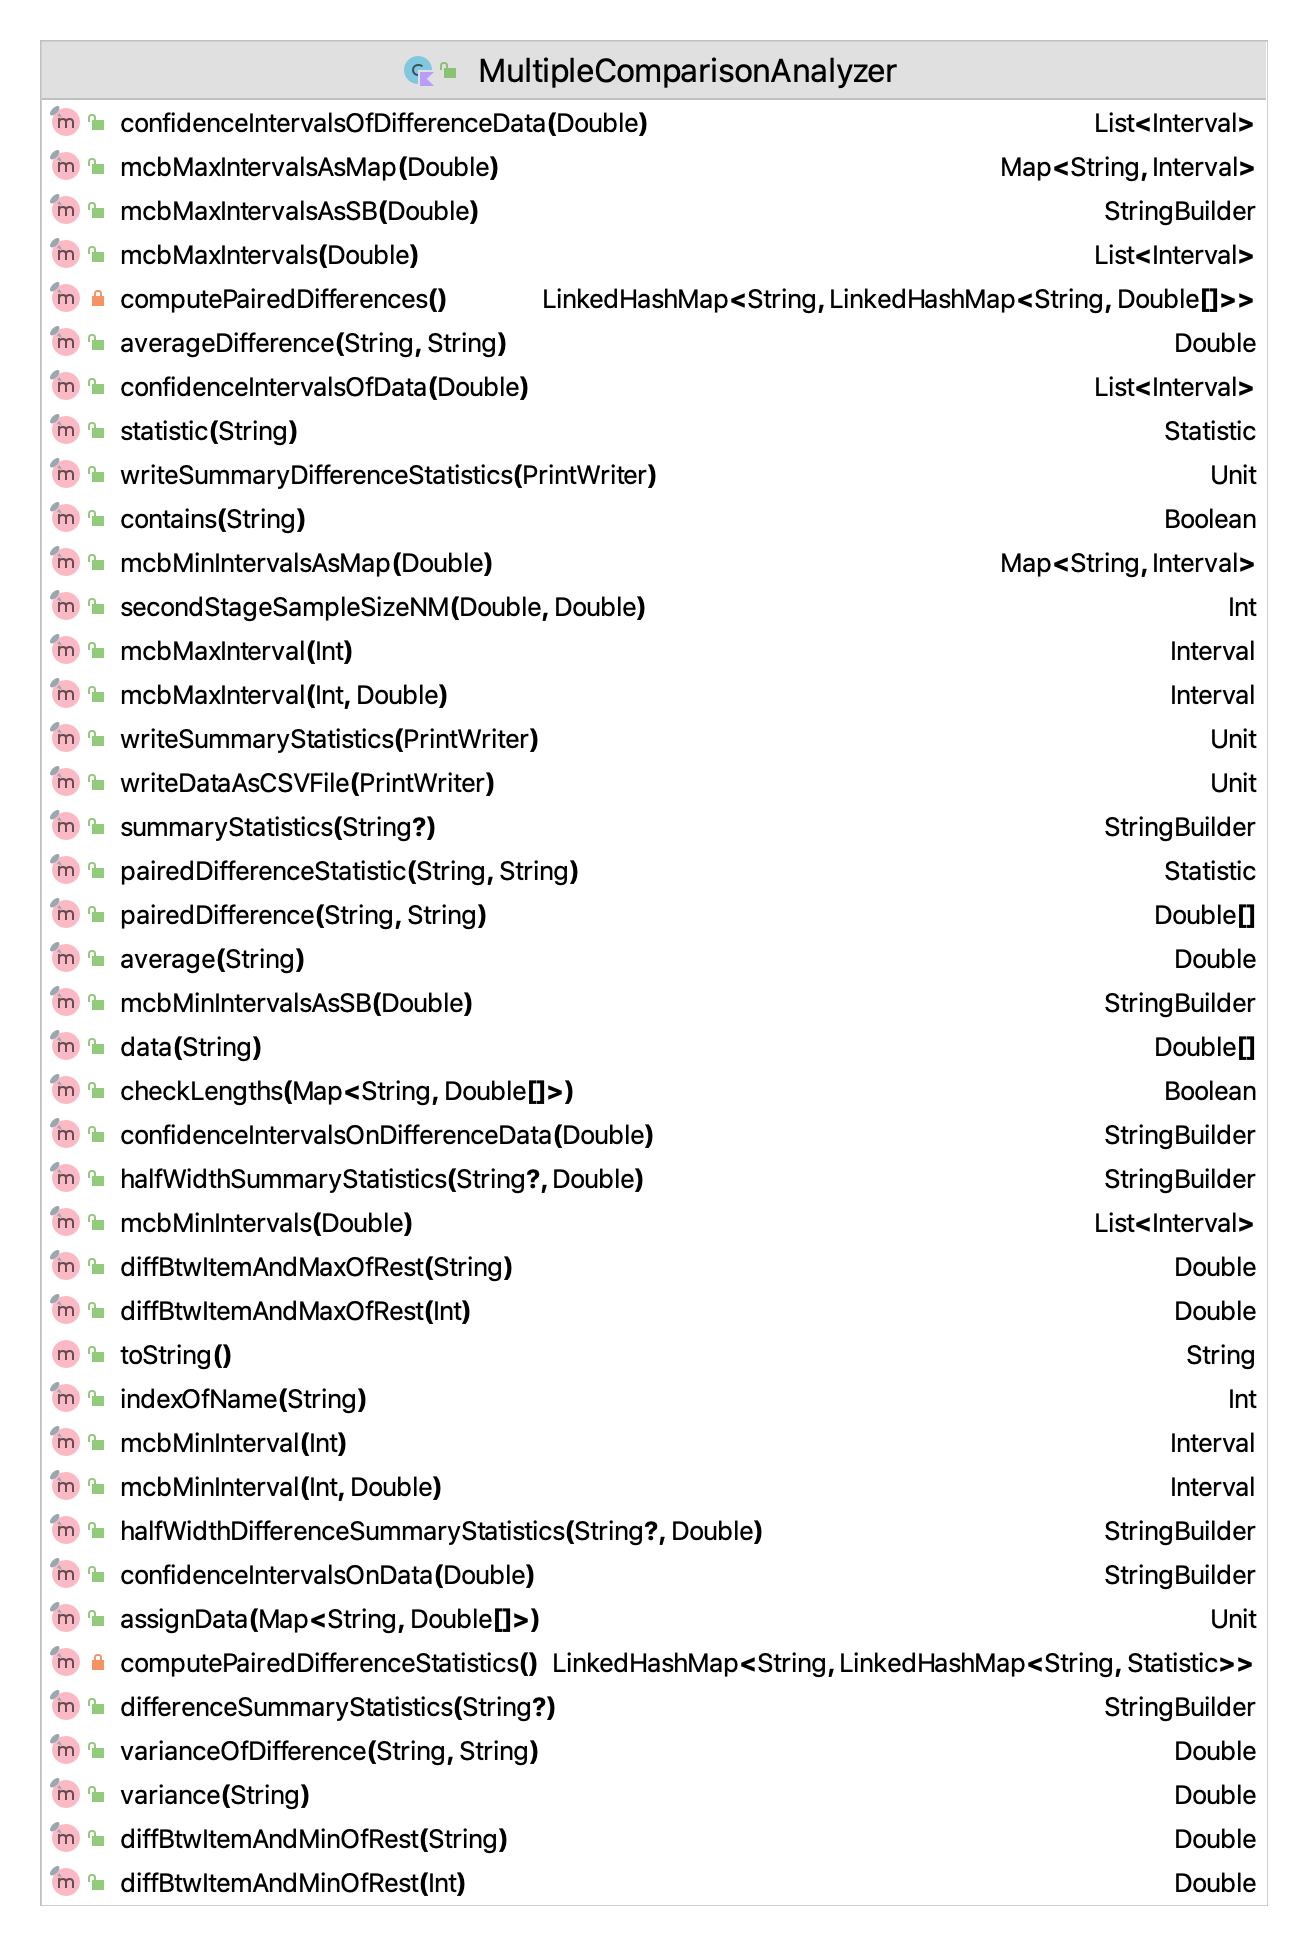 MultipleComparisonAnalyzer
confidenceIntervalsOfDifferenceData(Double) List<Interval>
mcbMaxIntervalsAsMap(Double) Map<String, Interval>
mcbMaxIntervalsAsSB(Double) StringBuilder
mcbMaxIntervals(Double) List<Interval>
computePairedDifferences() LinkedHashMap<String, LinkedHashMap<String, Double[]>>
averageDifference(String, String) Double
confidenceIntervalsOfData(Double) List<Interval>
statistic(String) Statistic
writeSummaryDifferenceStatistics(PrintWriter) Unit
contains(String) Boolean
mcbMinIntervalsAsMap(Double) Map<String, Interval>
secondStageSampleSizeNM(Double, Double) Int
mcbMaxInterval(Int) Interval
mcbMaxInterval(Int, Double) Interval
writeSummaryStatistics(PrintWriter) Unit
writeDataAsCSVFile(PrintWriter) Unit
summaryStatistics(String?) StringBuilder
pairedDifferenceStatistic(String, String) Statistic
pairedDifference(String, String) Double[]
average(String) Double
mcbMinIntervalsAsSB(Double) StringBuilder
data(String) Double[]
checkLengths(Map<String, Double[]>) Boolean
confidenceIntervalsOnDifferenceData(Double) StringBuilder
halfWidthSummaryStatistics(String?, Double) StringBuilder
mcbMinIntervals(Double) List<Interval>
diffBtwItemAndMaxOfRest(String) Double
diffBtwItemAndMaxOfRest(Int) Double
toString() String
indexOfName(String) Int
mcbMinInterval(Int) Interval
mcbMinInterval(Int, Double) Interval
halfWidthDifferenceSummaryStatistics(String?, Double) StringBuilder
confidenceIntervalsOnData(Double) StringBuilder
assignData(Map<String, Double[]>) Unit
computePairedDifferenceStatistics() LinkedHashMap<String, LinkedHashMap<String, Statistic>>
differenceSummaryStatistics(String?) StringBuilder
varianceOfDifference(String, String) Double
variance(String) Double
diffBtwItemAndMinOfRest(String) Double
diffBtwItemAndMinOfRest(Int) Double